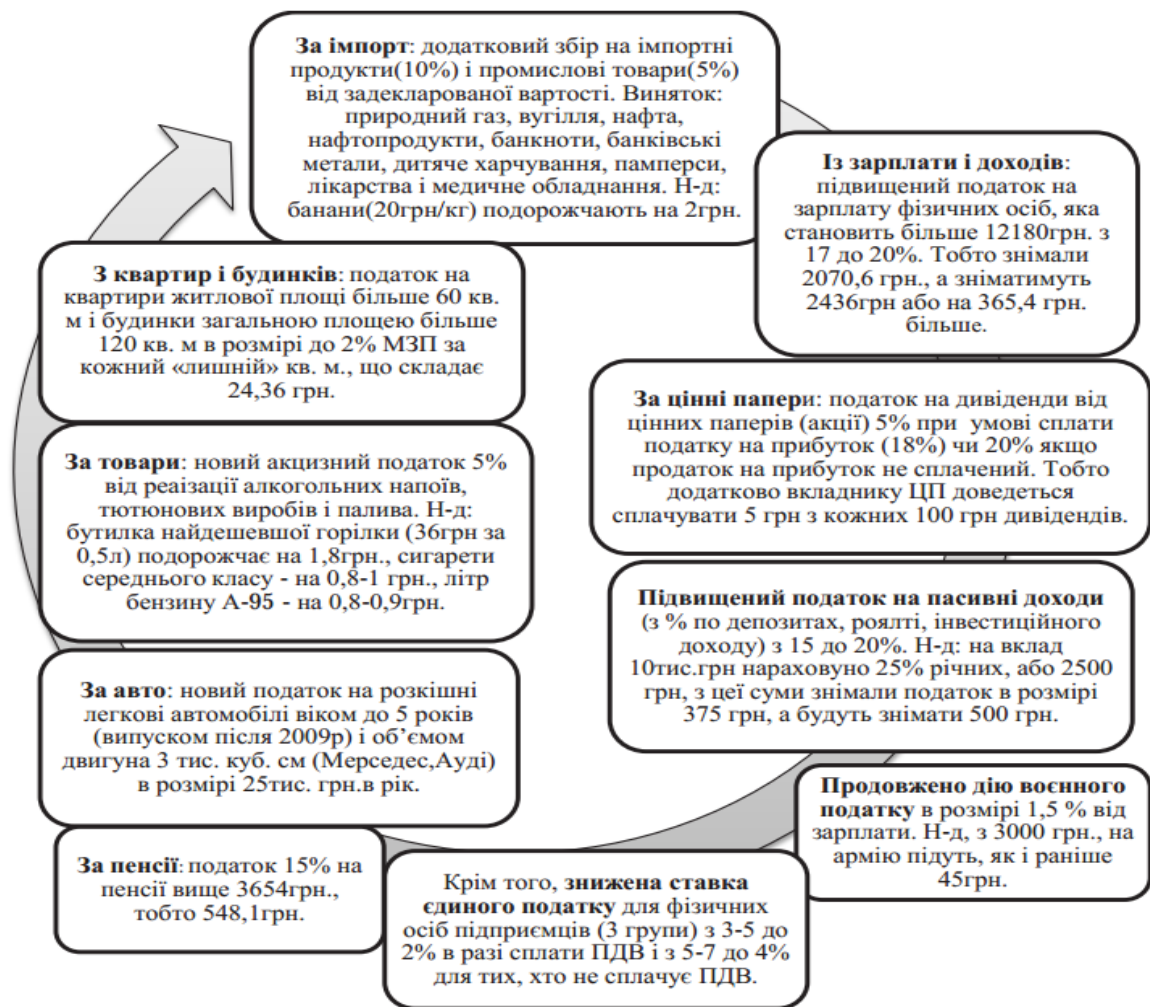 За імпорт: додатковий збір на імпортні
продукти(10%) і промислові товари(5%)
від задекларованої вартості. Виняток:
природний газ, вугілля, нафта,
нафтопродукти, банкноти, банківські
метали, дитяче харчування, памперси,
лікарства і медичне обладнання. Н-д:
банани(20грн/кг) подорожчають на 2грн.
Із зарплати і доходів:
підвищений податок на
зарплату фізичних осіб, яка
становить більше 12180грн. з
17 до 20%. Тобто знімали
2070,6 грн., а зніматимуть
2436грн або на 365,4 грн.
більше.
За цінні папери: податок на дивіденди від
цінних паперів (акції) 5% при умові сплати
податку на прибуток (18%) чи 20% якщо
продаток на прибуток не сплачений. Тобто
додатково вкладнику ЦП доведеться
сплачувати 5 грн з кожних 100 грн дивідендів.
Підвищений податок на пасивні доходи
(з % по депозитах, роялті, інвестиційного
доходу) з 15 до 20%. Н-д: на вклад
10тис.грн нараховуно 25% річних, або 2500
грн, з цеї суми знімали податок в розмірі
375 грн, а будуть знімати 500 грн.
Продовжено дію воєнного
податку в розмірі 1,5 % від
зарплати. Н-д, з 3000 грн., на
армію підуть, як і раніше
45грн.
Крім того, знижена ставка
єдиного податку для фізичних
осіб підприємців (3 групи) з 3-5 до
2% в разі сплати ПДВ і з 5-7 до 4%
для тих, хто не сплачує ПДВ.
За пенсії: податок 15% на
пенсії вище 3654грн.,
тобто 548,1грн.
За авто: новий податок на розкішні
легкові автомобілі віком до 5 років
(випуском після 2009р) і об’ємом
двигуна 3 тис. куб. см (Мерседес,Ауді)
в розмірі 25тис. грн.в рік.
За товари: новий акцизний податок 5%
від реаізації алкогольних напоїв,
тютюнових виробів і палива. Н-д:
бутилка найдешевшої горілки (36грн за
0,5л) подорожчає на 1,8грн., сигарети
середнього класу - на 0,8-1 грн., літр
бензину А-95 - на 0,8-0,9грн.
З квартир і будинків: податок на
квартири житлової площі більше 60 кв.
м і будинки загальною площею більше
120 кв. м в розмірі до 2% МЗП за
кожний «лишній» кв. м., що складає
24,36 грн.